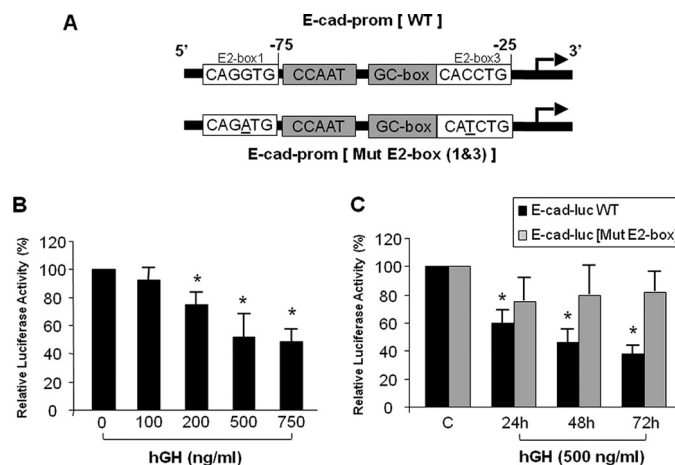 A
E-cad-prom [ WT ]
5’ -75 -25 3’
E2-box1 E2-box3
CAGGTG CCAAT GC-box CACCTG
CAGATG CCAAT GC-box CATCTG
E-cad-prom [ Mut E2-box (1&3) ]
B
Relative Luciferase Activity (%)
120
100
80
60
40
20
0
* * *
0 100 200 500 750
hGH (ng/ml)
C
E-cad-luc WT
E-cad-luc [Mut E2-box]
Relative Luciferase Activity (%)
120
100
80
60
40
20
0
* * *
C 24h 48h 72h
hGH (500 ng/ml)